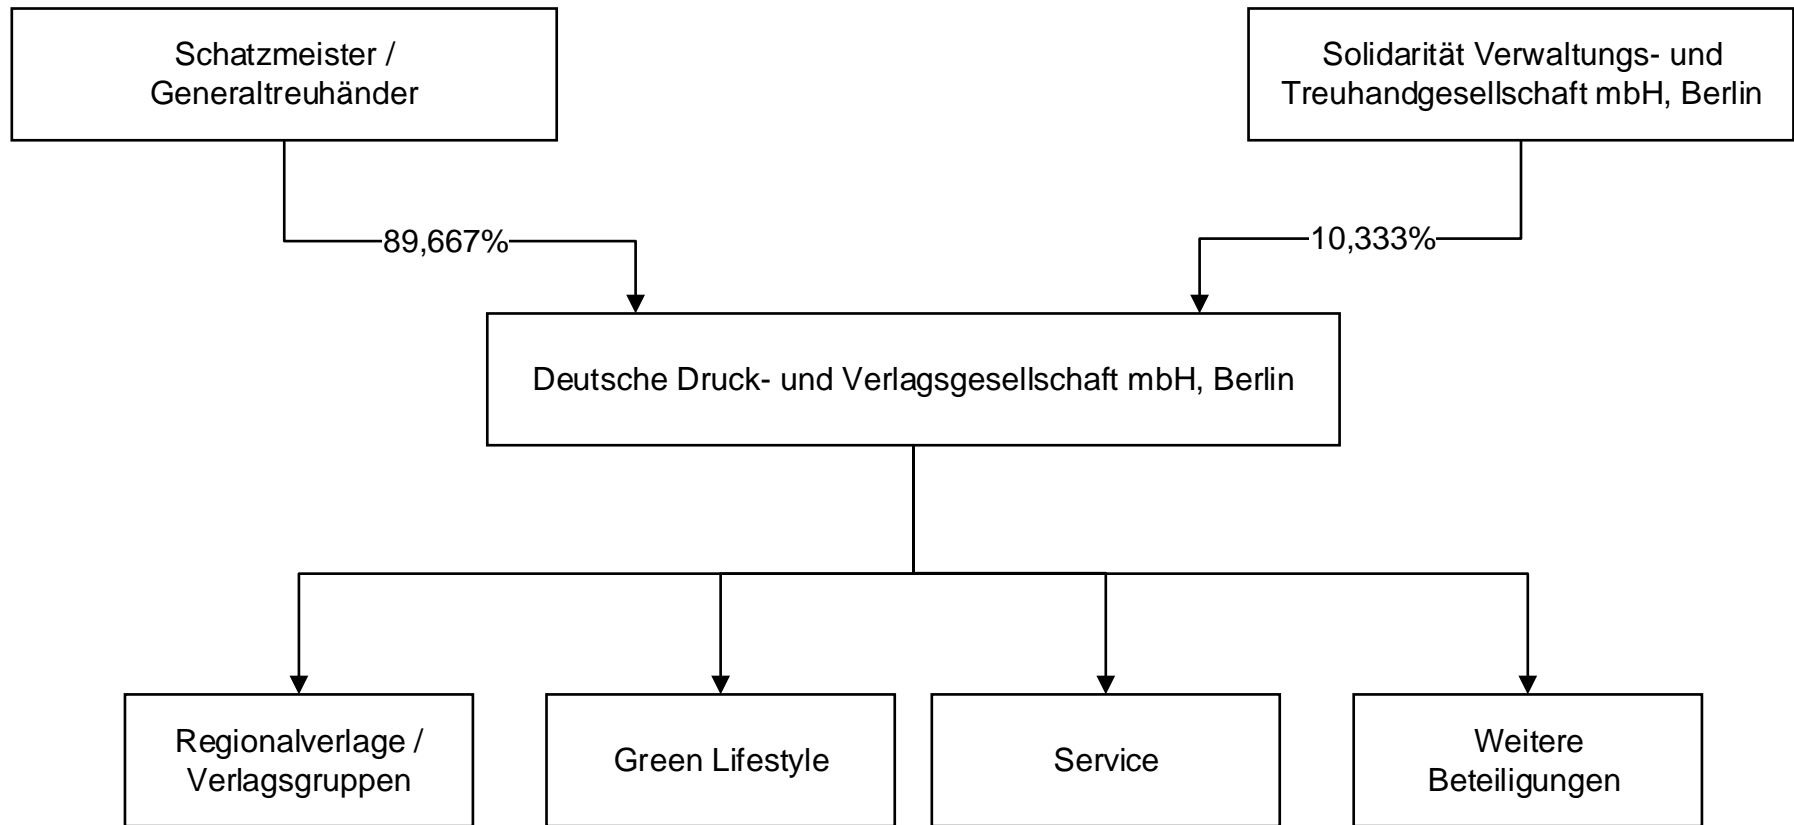 Schatzmeister /
Generaltreuhänder
Solidarität Verwaltungs- und
Treuhandgesellschaft mbH, Berlin
89,667%
10,333%
Deutsche Druck- und Verlagsgesellschaft mbH, Berlin
Regionalverlage /
Verlagsgruppen
Green Lifestyle
Service
Weitere
Beteiligungen